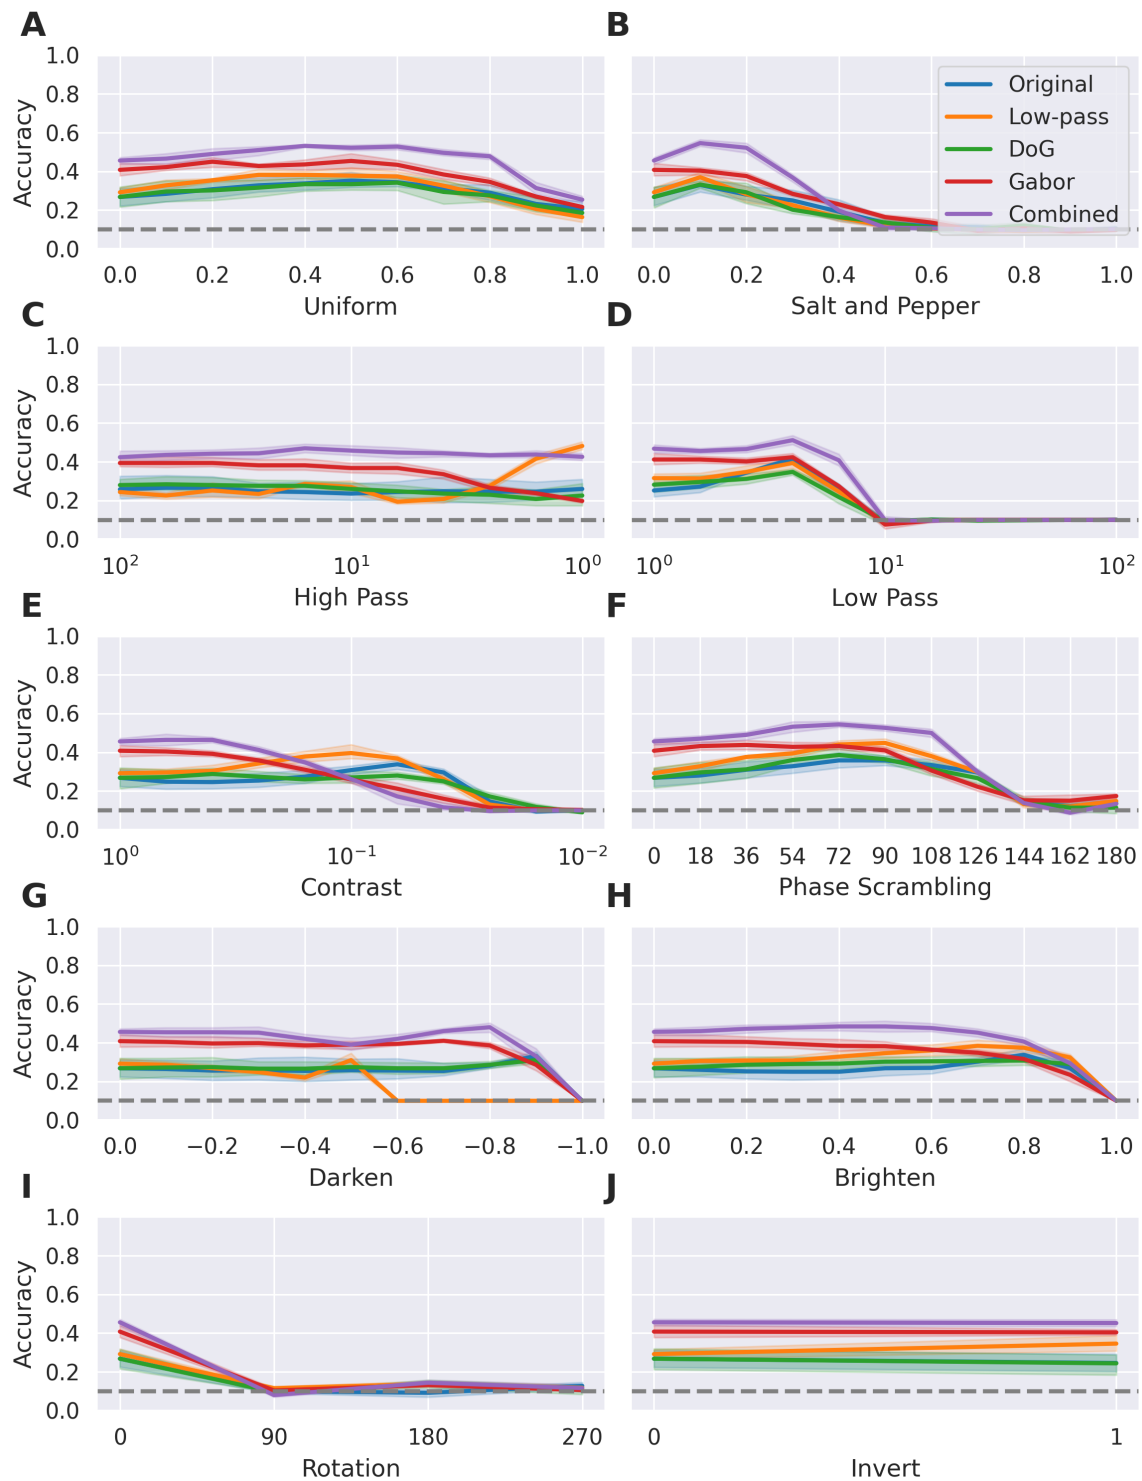 A
B
Accuracy
1.0
0.8
0.6
0.4
0.2
0.0
Original
Low-pass
DoG
Gabor
Combined
0.0 0.2 0.4 0.6 0.8 1.0
0.0 0.2 0.4 0.6 0.8 1.0
Uniform
Salt and Pepper
C
D
Accuracy
1.0
0.8
0.6
0.4
0.2
0.0
10² 10¹ 10⁰
10⁰ 10¹ 10²
High Pass
Low Pass
E
F
Accuracy
1.0
0.8
0.6
0.4
0.2
0.0
10⁰ 10⁻¹ 10⁻²
0 18 36 54 72 90 108 126 144 162 180
Contrast
Phase Scrambling
G
H
Accuracy
1.0
0.8
0.6
0.4
0.2
0.0
0.0 −0.2 −0.4 −0.6 −0.8 −1.0
0.0 0.2 0.4 0.6 0.8 1.0
Darken
Brighten
I
J
Accuracy
1.0
0.8
0.6
0.4
0.2
0.0
0 90 180 270
0 1
Rotation
Invert